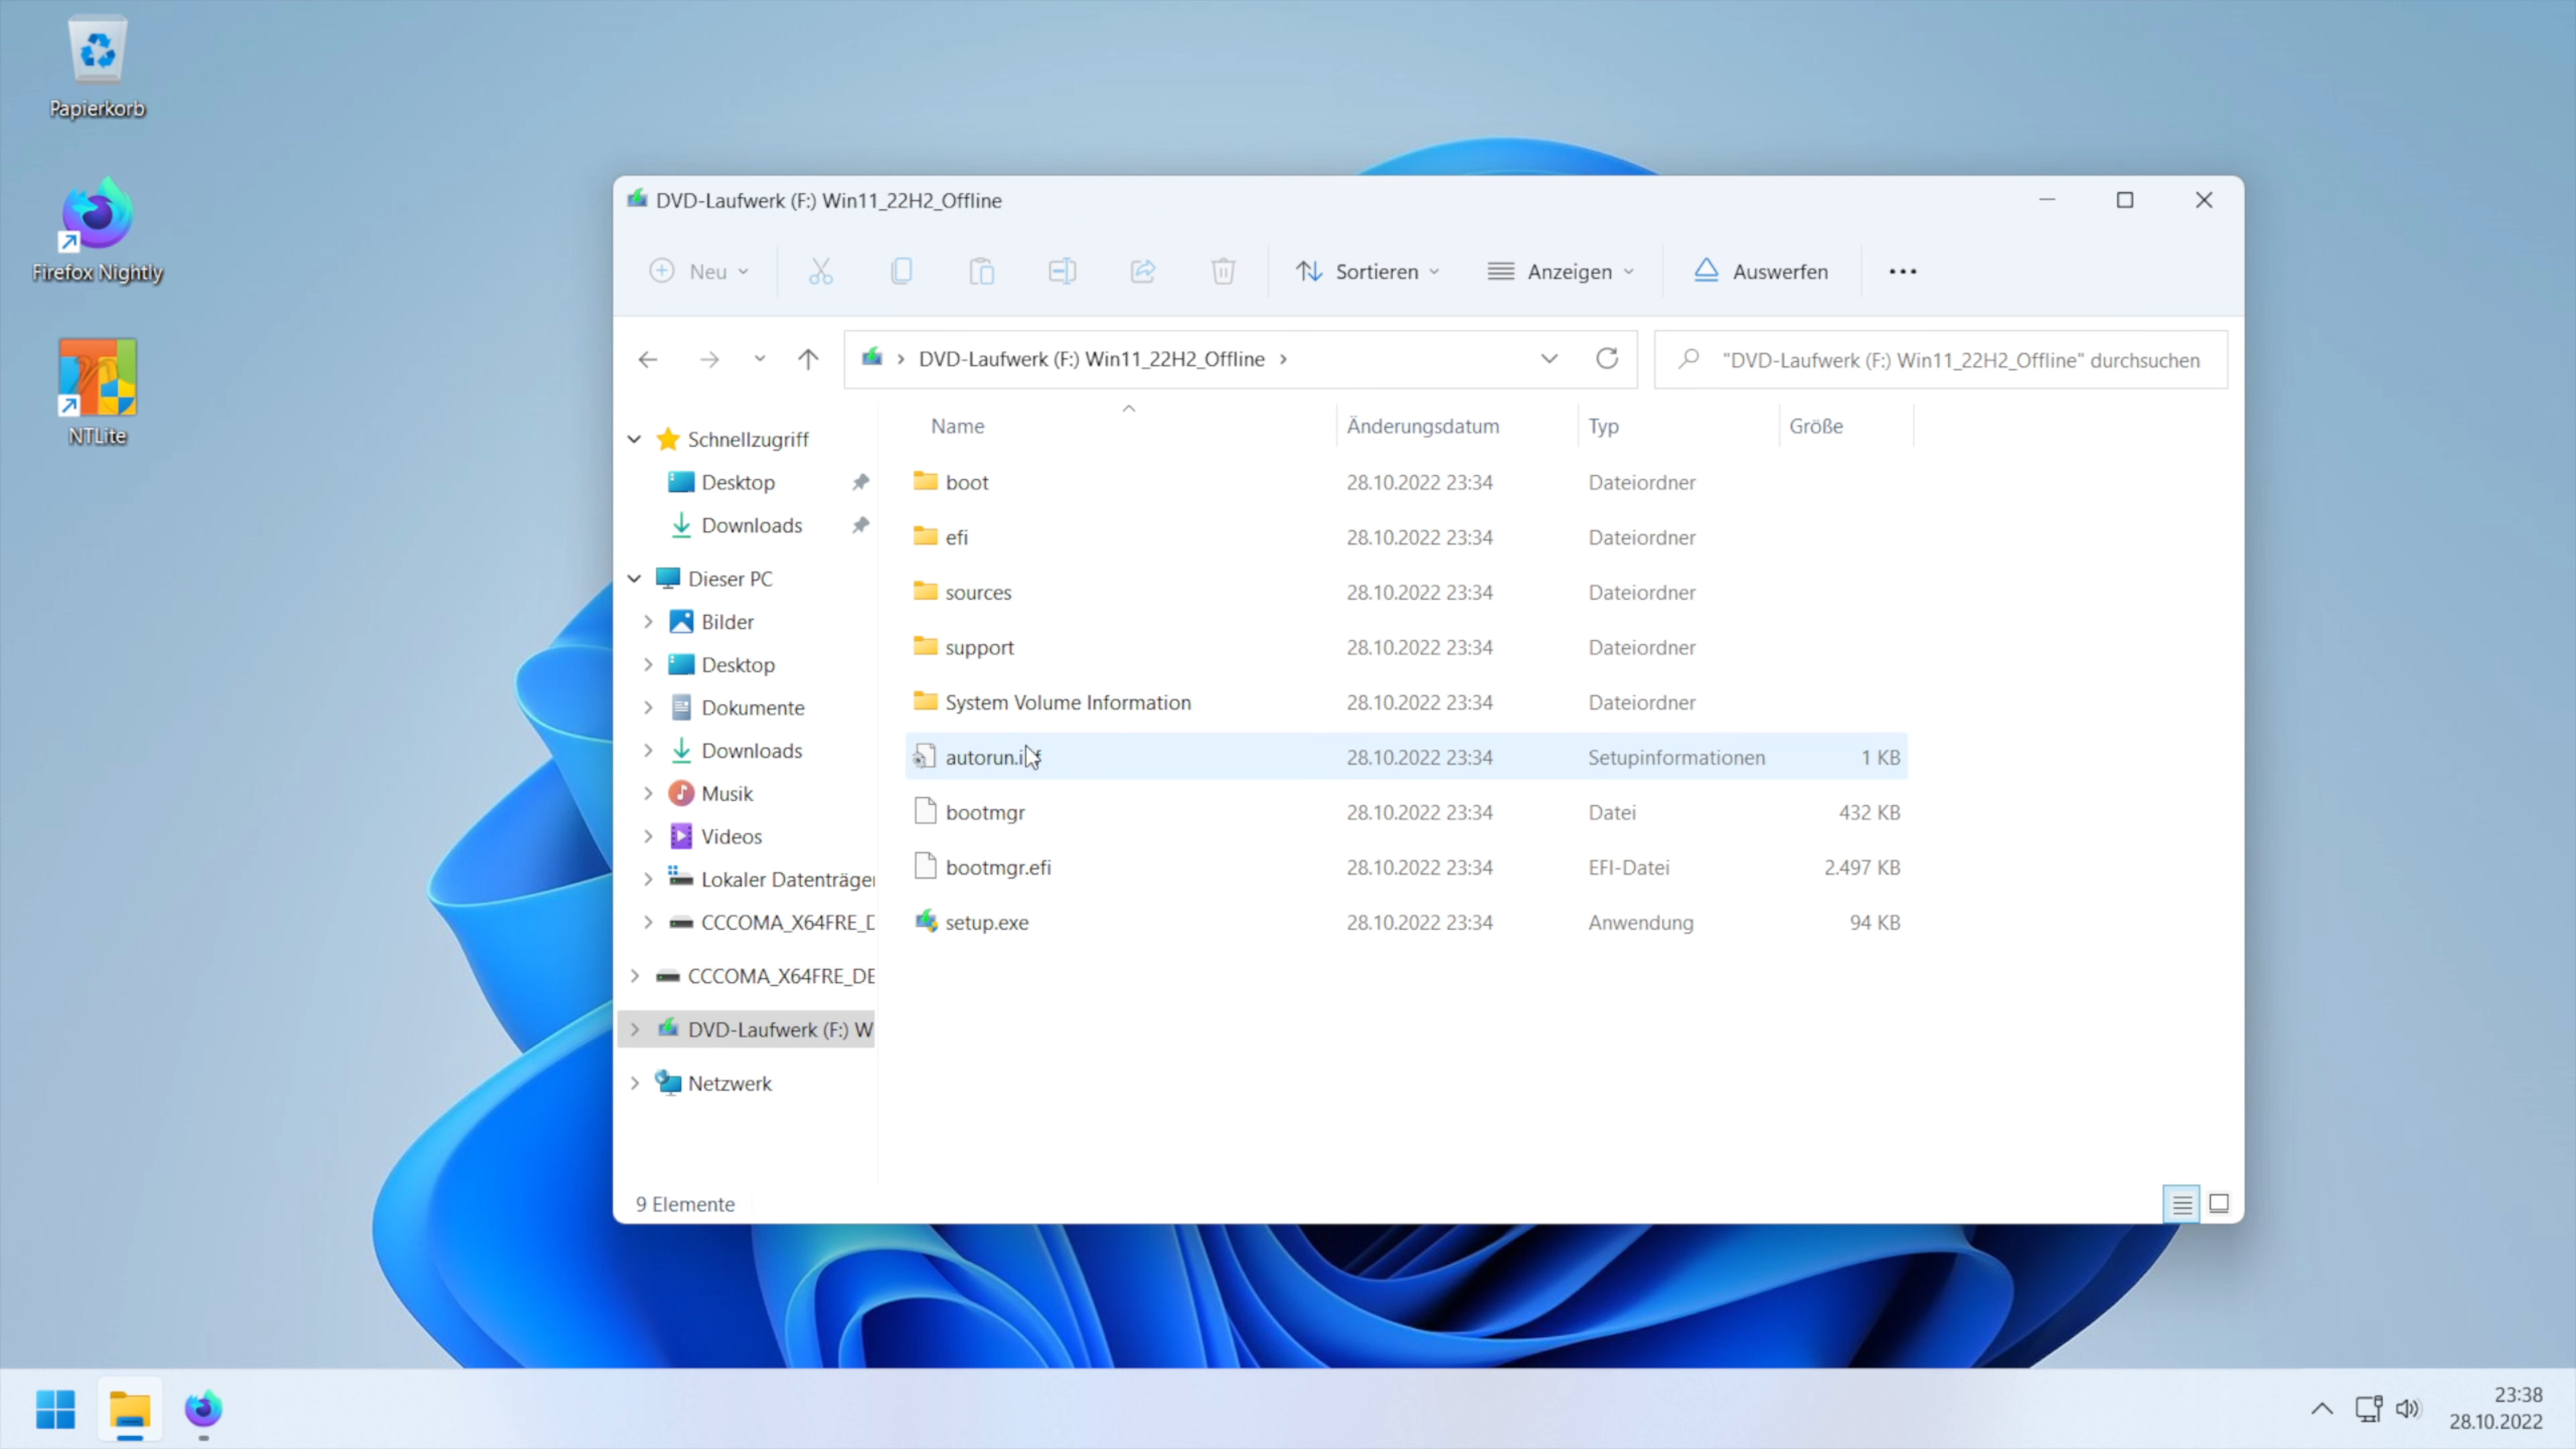 Papierkorb
Firefox Nightly
NTLite
DVD-Laufwerk (F:) Win11_22H2_Offline
Neu
Sortieren
Anzeigen
Auswerfen
DVD-Laufwerk (F:) Win11_22H2_Offline
"DVD-Laufwerk (F:) Win11_22H2_Offline" durchsuchen
Schnellzugriff
Desktop
Downloads
Dieser PC
Bilder
Desktop
Dokumente
Downloads
Musik
Videos
Lokaler Datenträger
CCCOMA_X64FRE_D
CCCOMA_X64FRE_DE
DVD-Laufwerk (F:) W
Netzwerk
Name Änderungsdatum Typ Größe
boot 28.10.2022 23:34 Dateiordner
efi 28.10.2022 23:34 Dateiordner
sources 28.10.2022 23:34 Dateiordner
support 28.10.2022 23:34 Dateiordner
System Volume Information 28.10.2022 23:34 Dateiordner
autorun.inf 28.10.2022 23:34 Setupinformationen 1 KB
bootmgr 28.10.2022 23:34 Datei 432 KB
bootmgr.efi 28.10.2022 23:34 EFI-Datei 2.497 KB
setup.exe 28.10.2022 23:34 Anwendung 94 KB
9 Elemente
23:38
28.10.2022